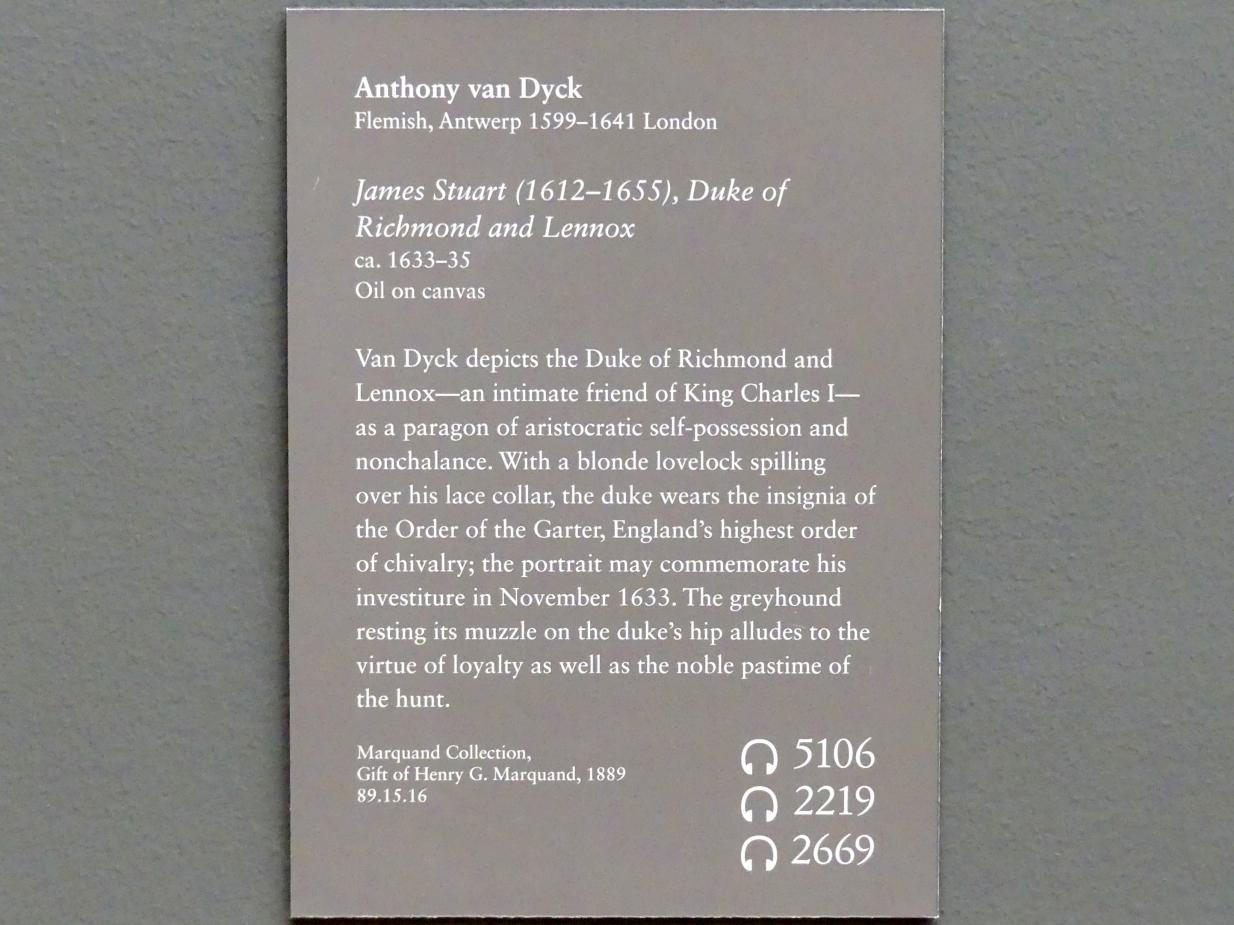 Anthony van Dyck
Flemish, Antwerp 1599–1641 London
James Stuart (1612–1655), Duke of
Richmond and Lennox
ca. 1633–35
Oil on canvas
Van Dyck depicts the Duke of Richmond and
Lennox—an intimate friend of King Charles I—
as a paragon of aristocratic self-possession and
nonchalance. With a blonde lovelock spilling
over his lace collar, the duke wears the insignia of
the Order of the Garter, England’s highest order
of chivalry; the portrait may commemorate his
investiture in November 1633. The greyhound
resting its muzzle on the duke’s hip alludes to the
virtue of loyalty as well as the noble pastime of
the hunt.
Marquand Collection,
Gift of Henry G. Marquand, 1889
89.15.16
5106
2219
2669